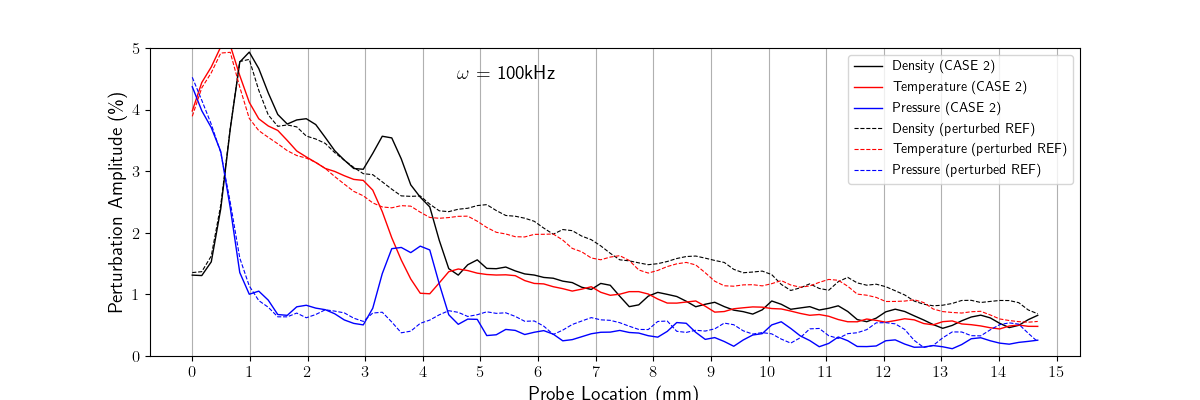 ω = 100kHz
Density (CASE 2)
Temperature (CASE 2)
Pressure (CASE 2)
Density (perturbed REF)
Temperature (perturbed REF)
Pressure (perturbed REF)
Perturbation Amplitude (%)
5
4
3
2
1
0
0 1 2 3 4 5 6 7 8 9 10 11 12 13 14 15
Probe Location (mm)